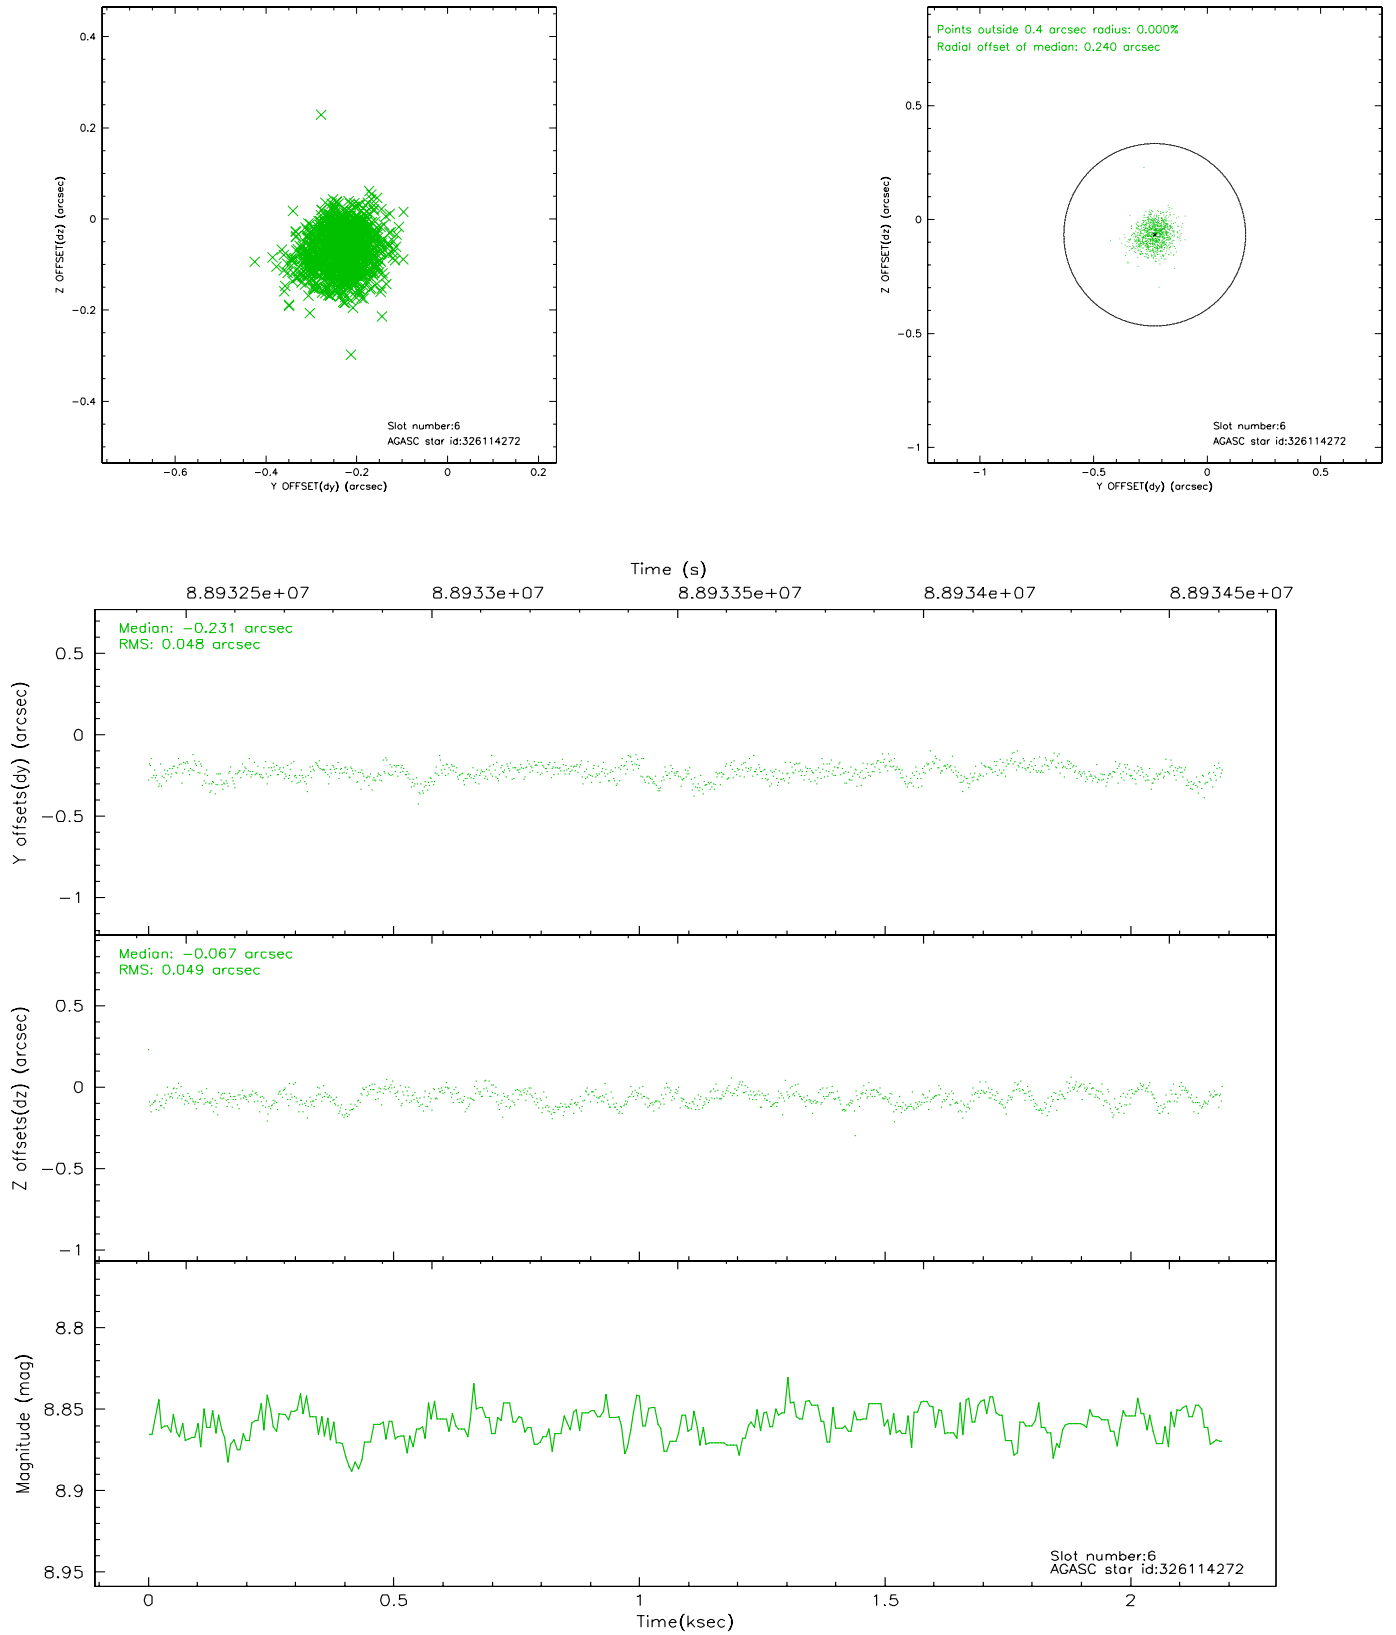 0.4
0.2
0
-0.2
-0.4
Z OFFSET(dz) (arcsec)
Slot number:6
AGASC star id:326114272
-0.6 -0.4 -0.2 0 0.2
Y OFFSET(dy) (arcsec)
Points outside 0.4 arcsec radius: 0.000%
Radial offset of median: 0.240 arcsec
0.5
0
-0.5
-1
Z OFFSET(dz) (arcsec)
Slot number:6
AGASC star id:326114272
-1 -0.5 0 0.5
Y OFFSET(dy) (arcsec)
Time (s)
8.89325e+07 8.8933e+07 8.89335e+07 8.8934e+07 8.89345e+07
Median: -0.231 arcsec
RMS: 0.048 arcsec
0.5
0
-0.5
-1
Y offsets(dy) (arcsec)
Median: -0.067 arcsec
RMS: 0.049 arcsec
0.5
0
-0.5
-1
Z offsets(dz) (arcsec)
8.8
8.85
8.9
8.95
Magnitude (mag)
Slot number:6
AGASC star id:326114272
0 0.5 1 1.5 2
Time(ksec)